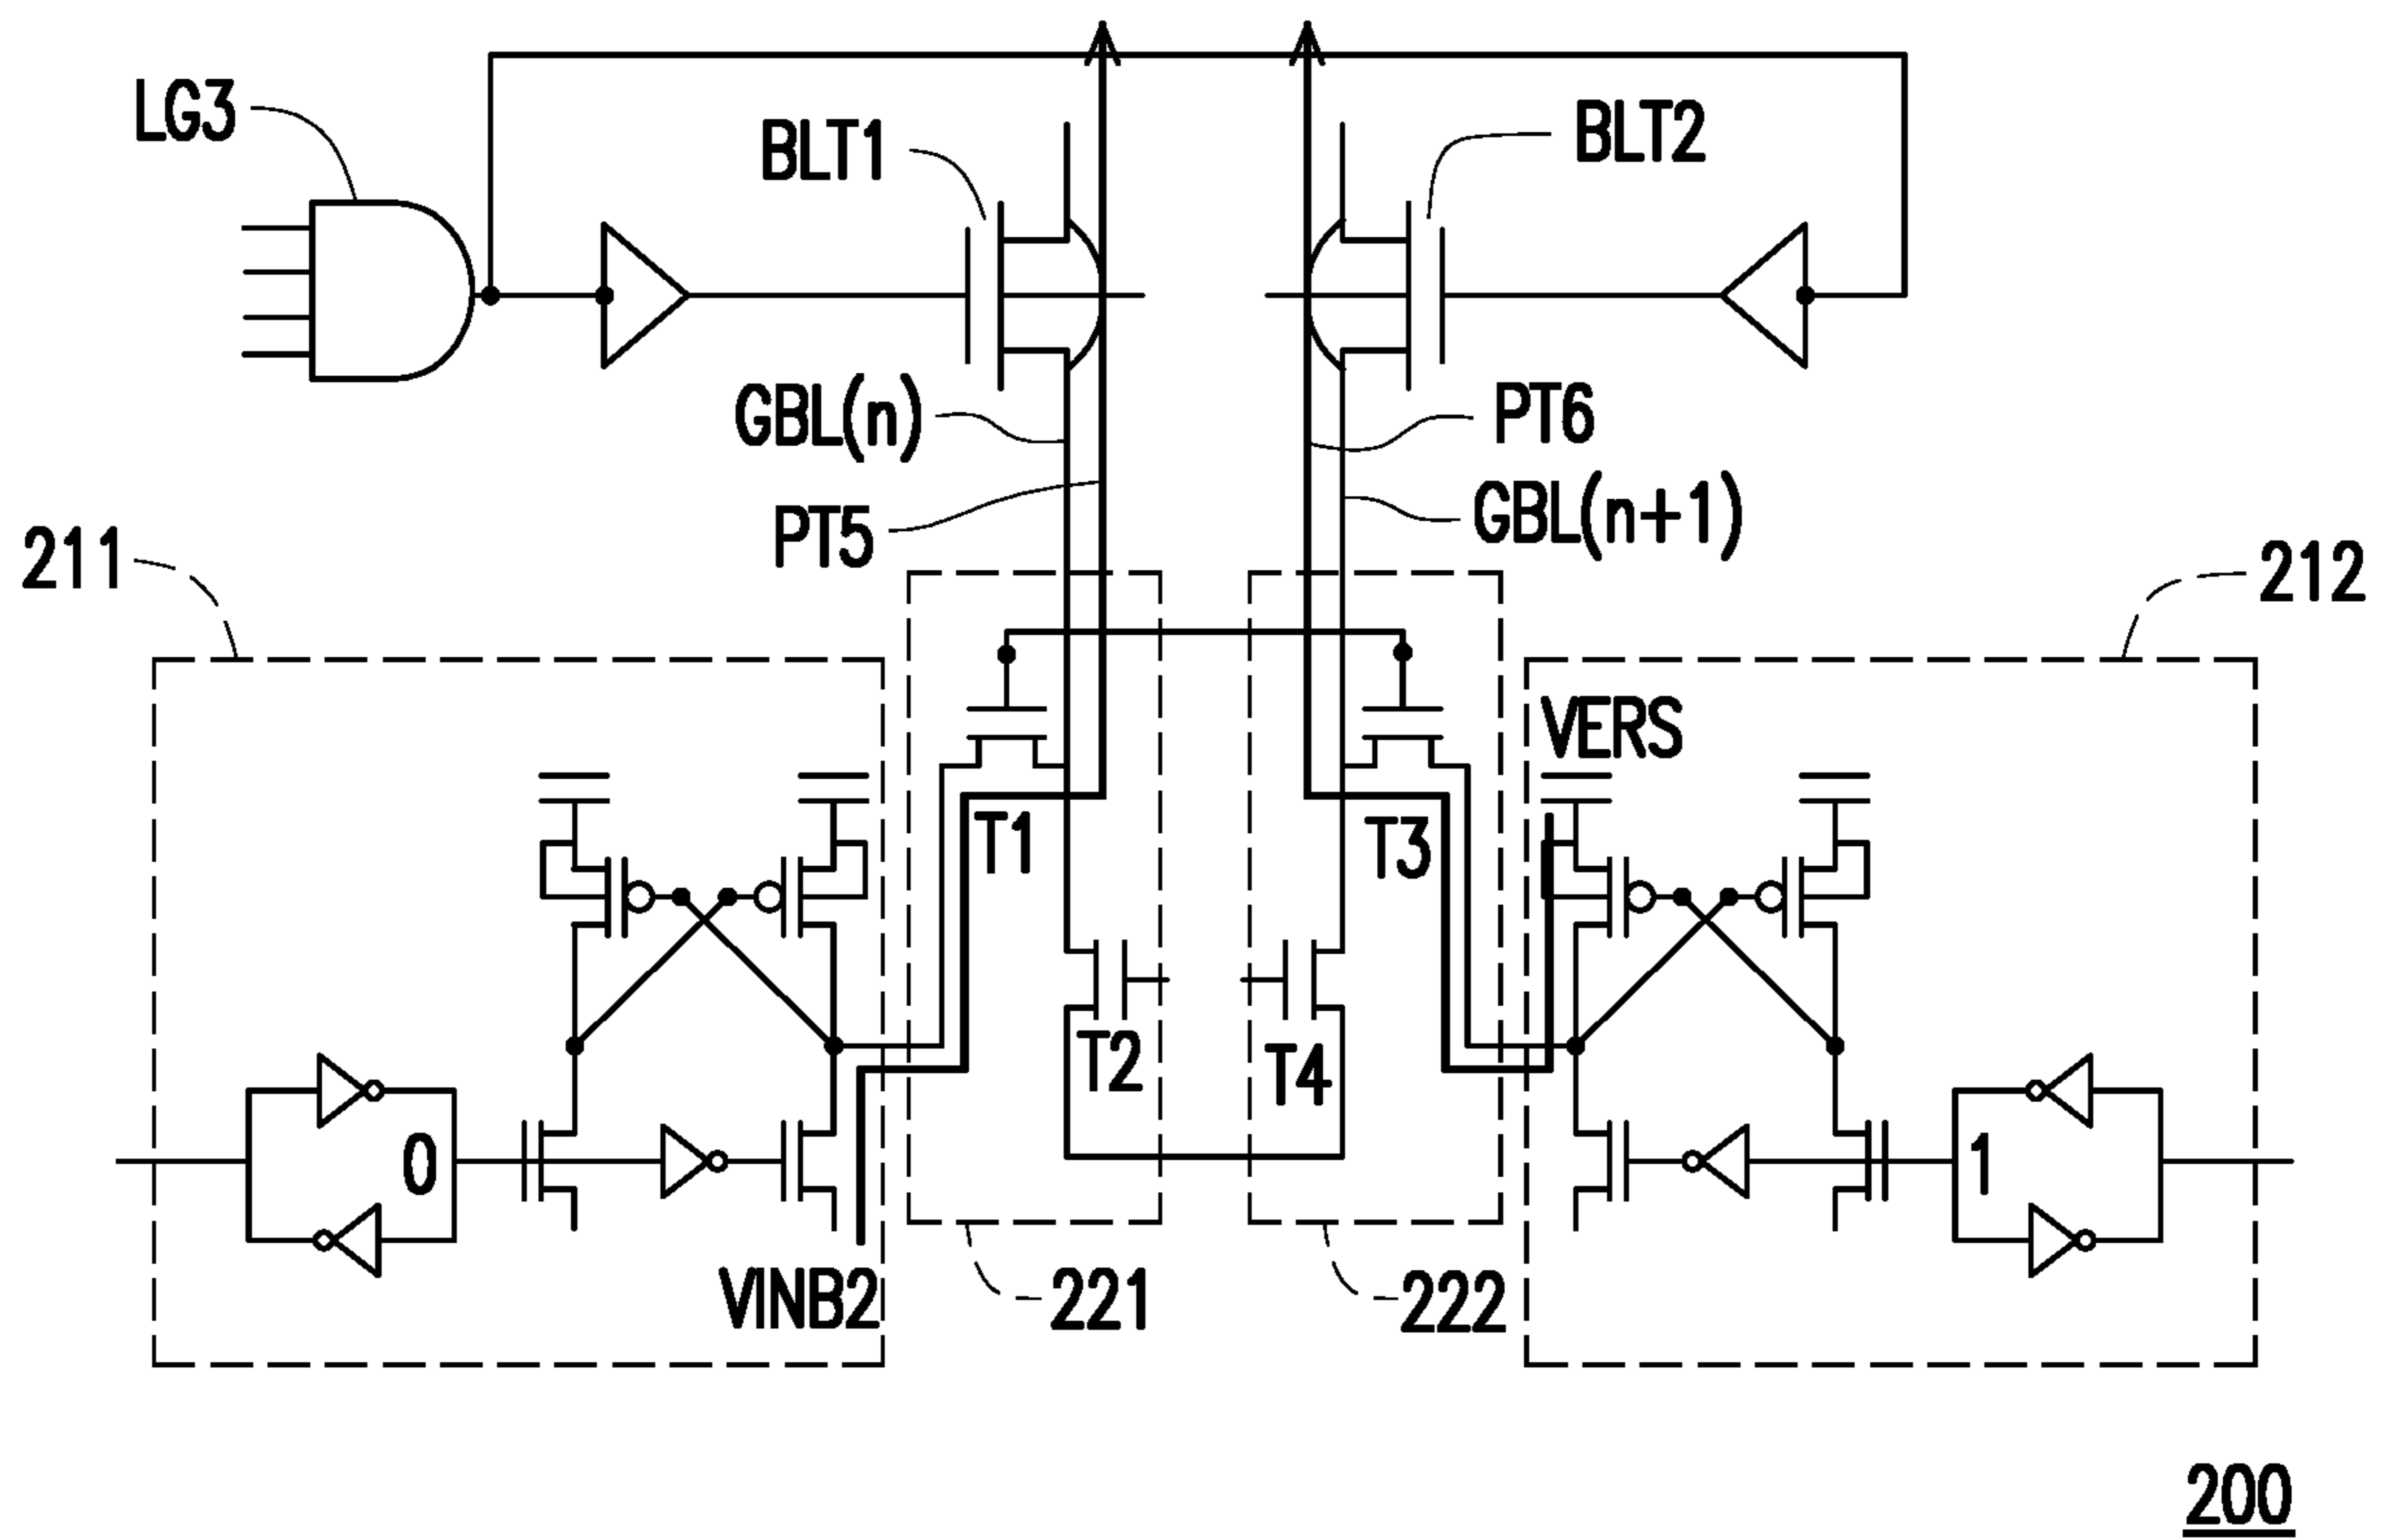 LG3
BLT1
BLT2
GBL(n)
PT6
PT5
GBL(n+1)
211
212
VERS
T1
T3
T2
T4
0
1
VINB2
221
222
200